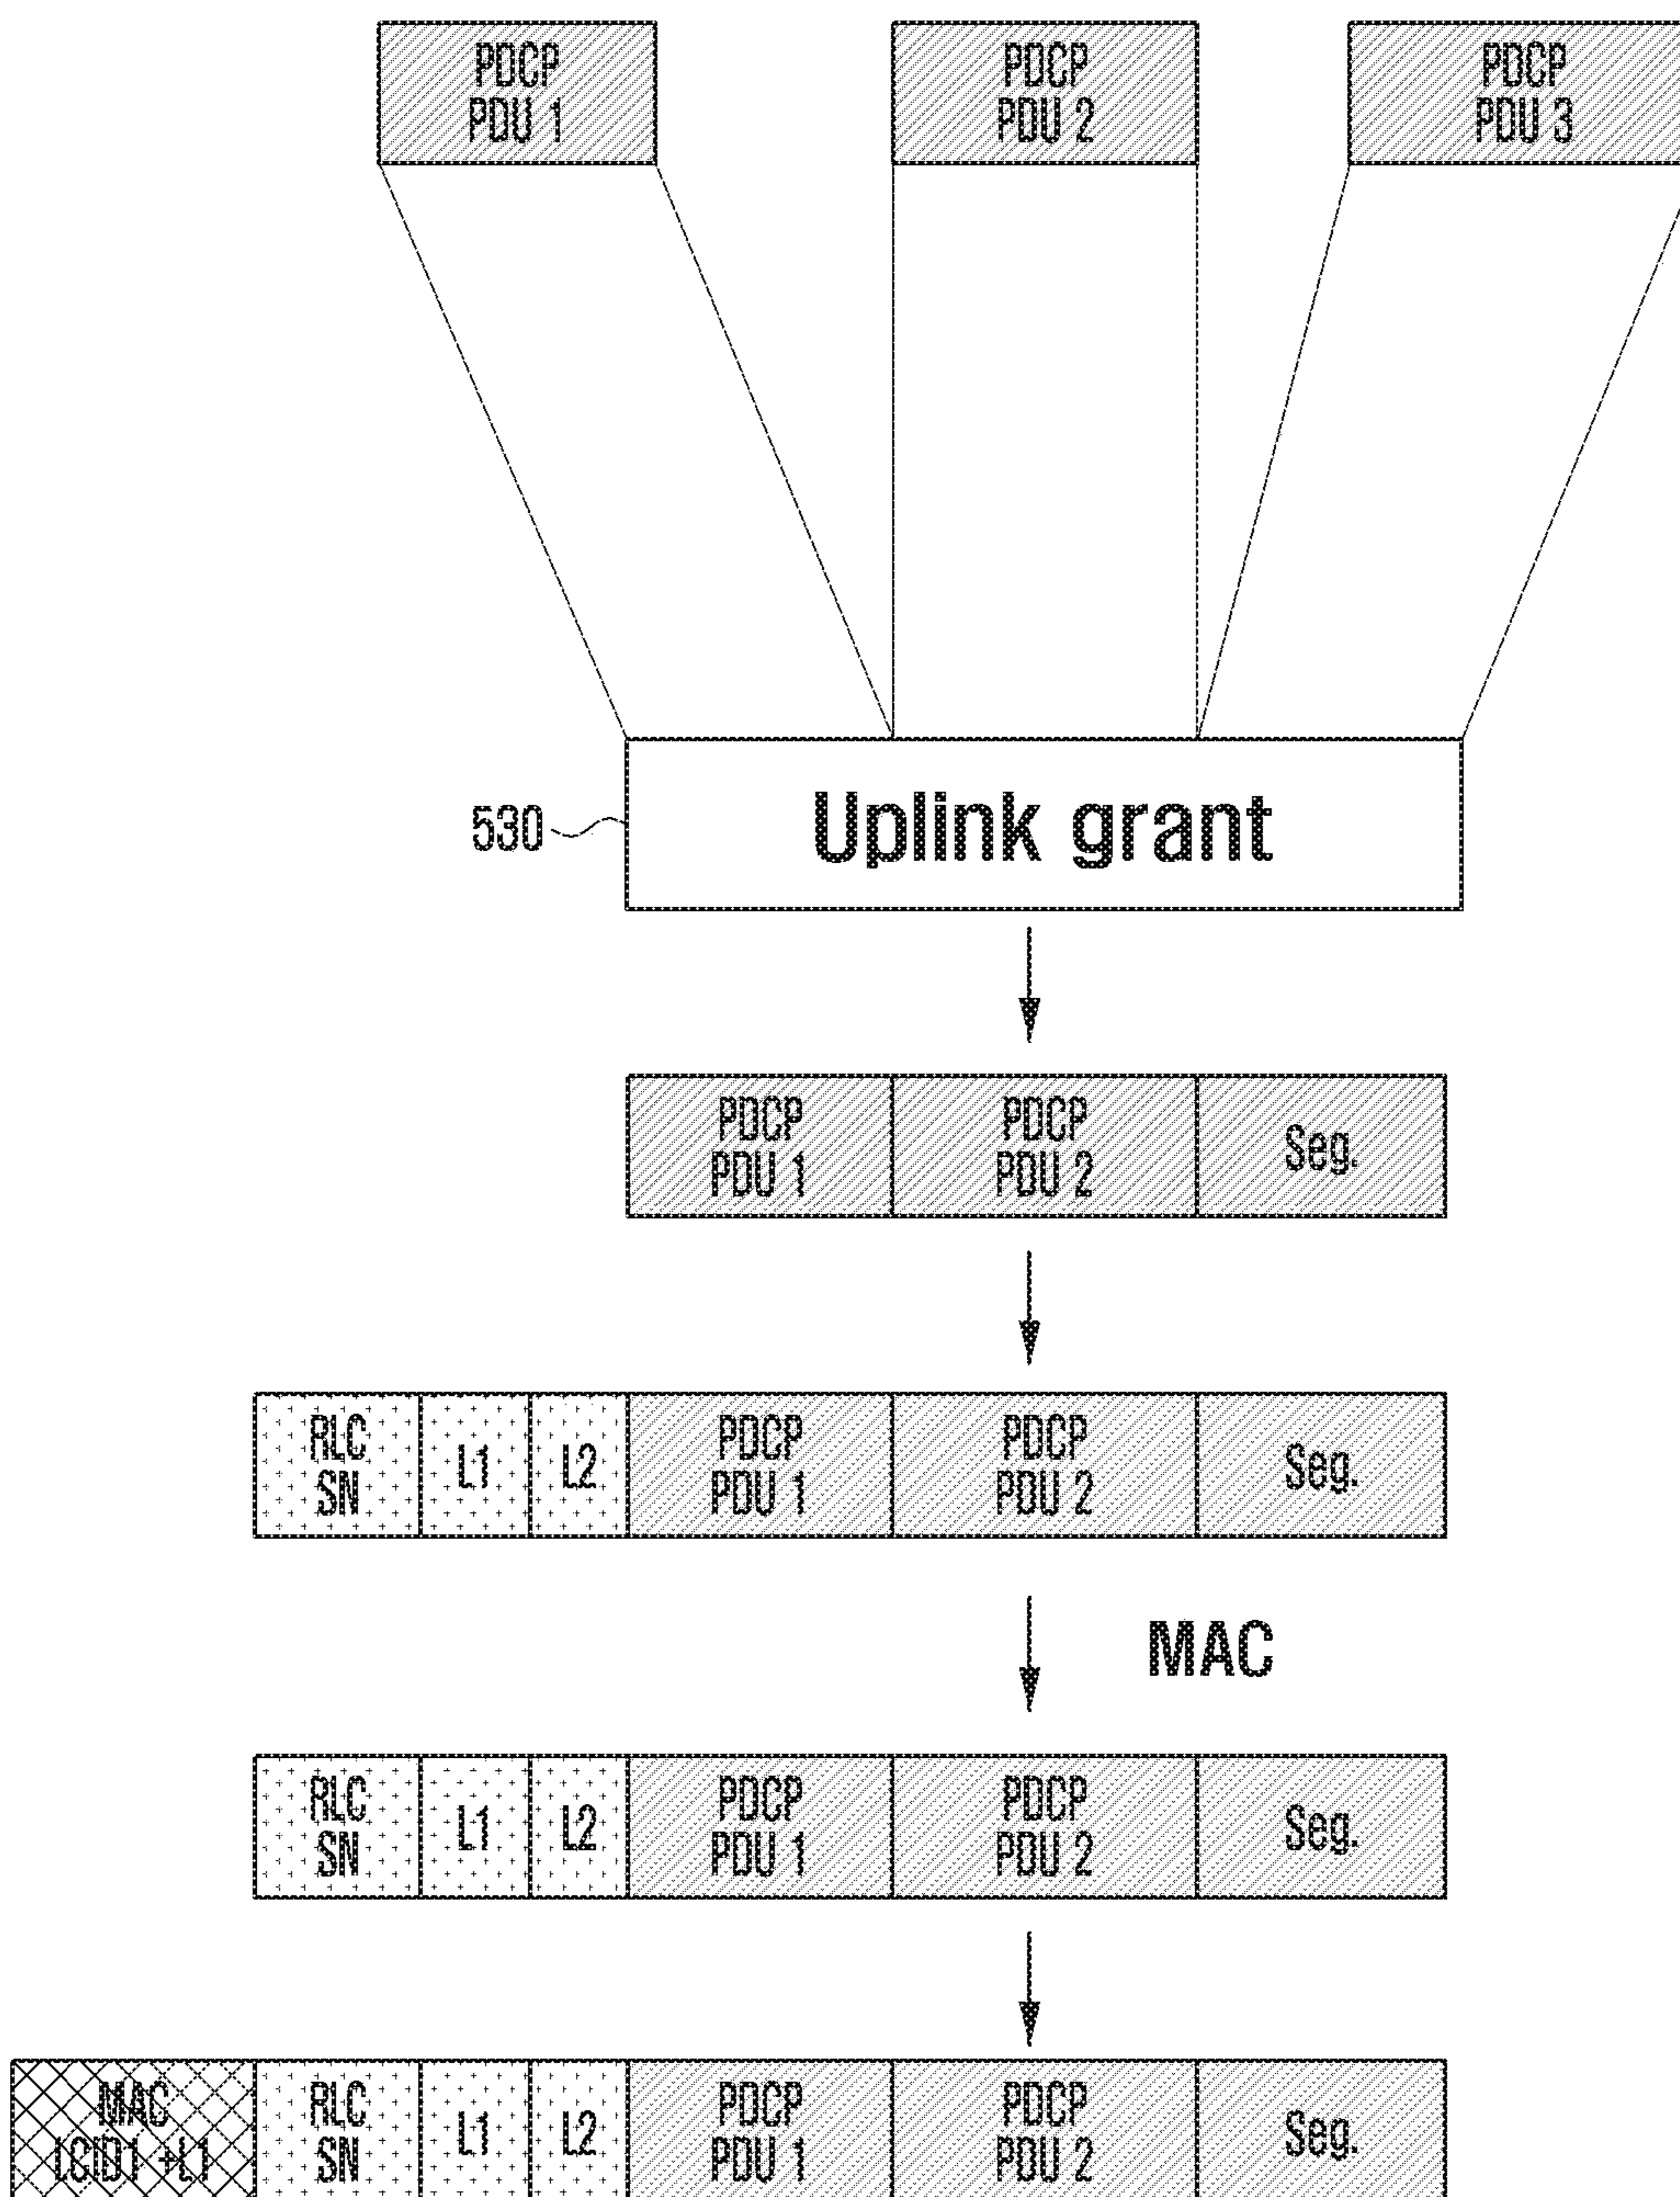 PDCP
PDU 1
PDCP
PDU 2
PDCP
PDU 3
530
Uplink grant
PDCP
PDU 1
PDCP
PDU 2
Seg.
RLC
SN
L1
L2
PDCP
PDU 1
PDCP
PDU 2
Seg.
MAC
RLC
SN
L1
L2
PDCP
PDU 1
PDCP
PDU 2
Seg.
MAC
LCID1 +L1
RLC
SN
L1
L2
PDCP
PDU 1
PDCP
PDU 2
Seg.